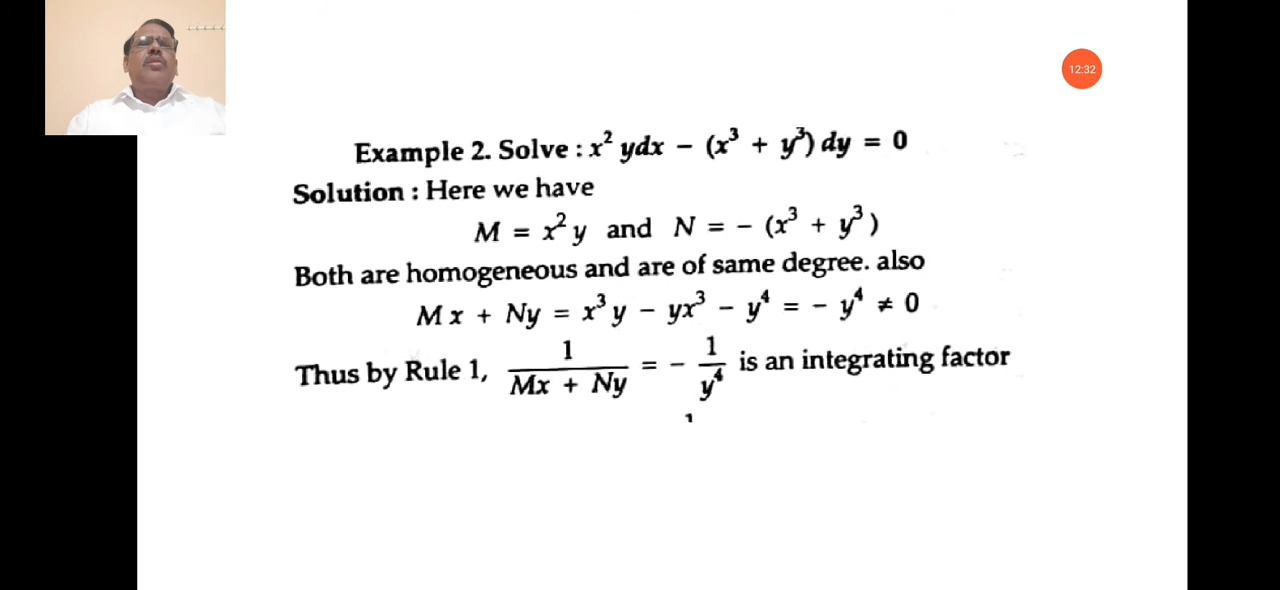 12:32
Example 2. Solve : x² ydx − (x³ + y³) dy = 0
Solution : Here we have
M = x² y and N = − (x³ + y³)
Both are homogeneous and are of same degree. also
Mx + Ny = x³ y − yx³ − y⁴ = − y⁴ ≠ 0
Thus by Rule 1, 1/(Mx + Ny) = − 1/y⁴ is an integrating factor